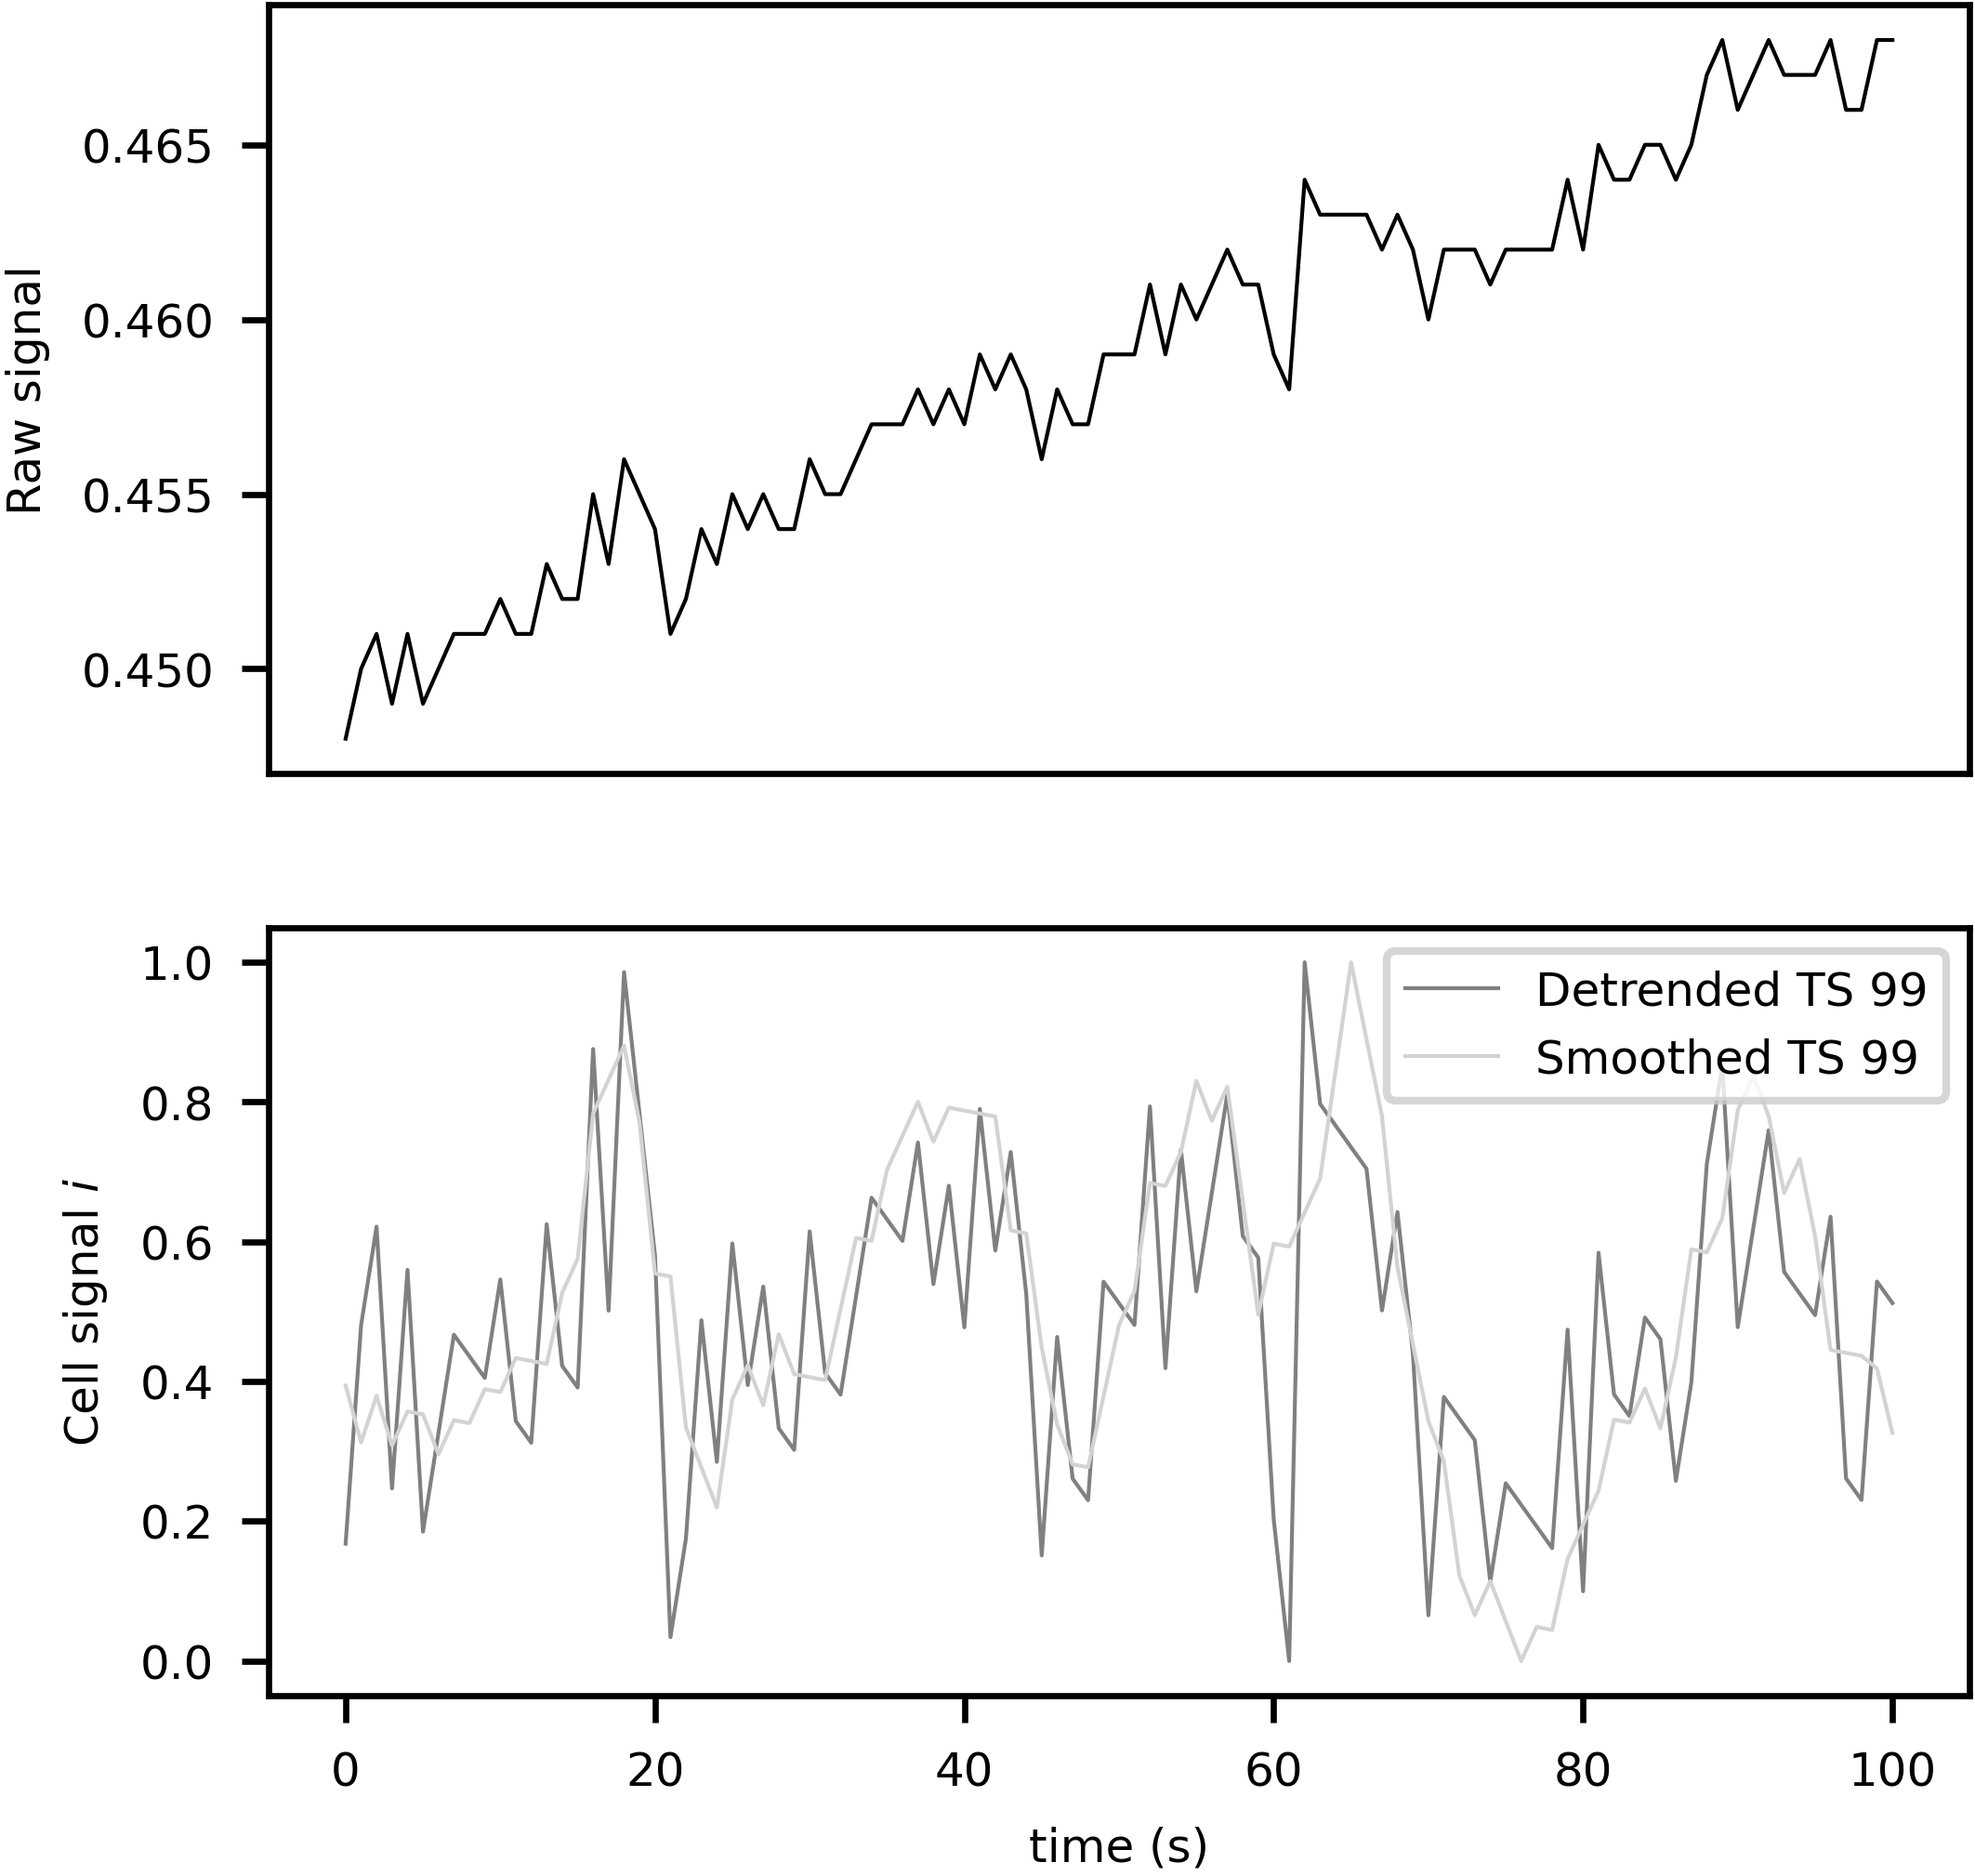 Raw signal
0.465
0.460
0.455
0.450
Cell signal i
1.0
0.8
0.6
0.4
0.2
0.0
Detrended TS 99
Smoothed TS 99
0 20 40 60 80 100
time (s)